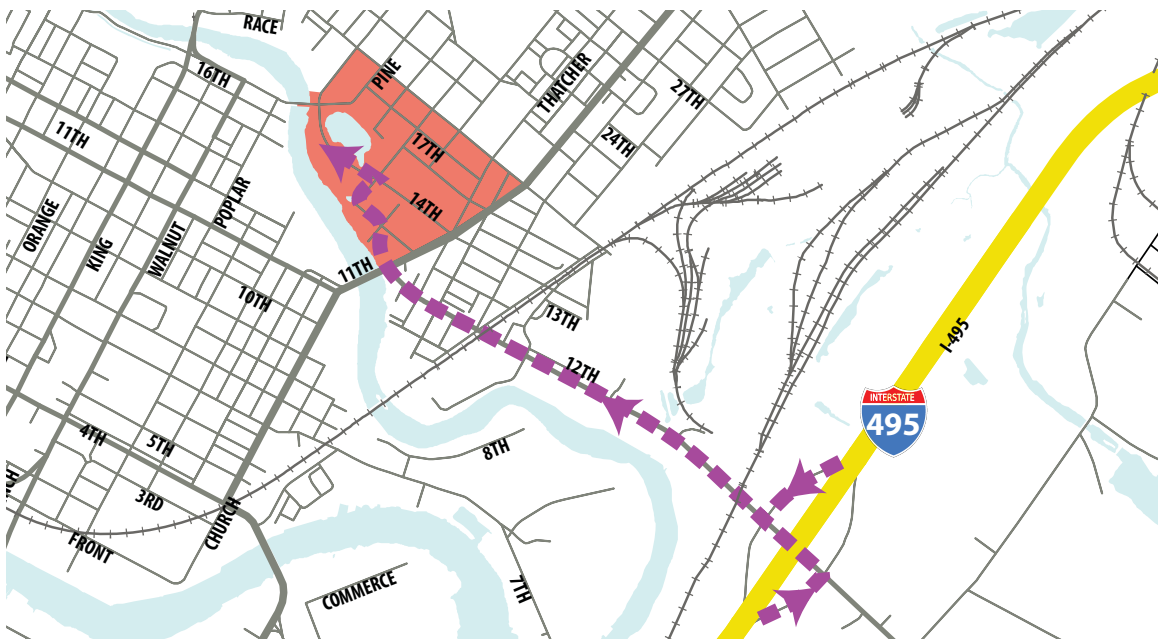 RACE
16TH
PINE
THATCHER
27TH
11TH
17TH
24TH
POPLAR
14TH
ORANGE
KING
WALNUT
11TH
10TH
13TH
I-495
12TH
INTERSTATE
495
4TH
5TH
8TH
3RD
CHURCH
FRONT
7TH
COMMERCE